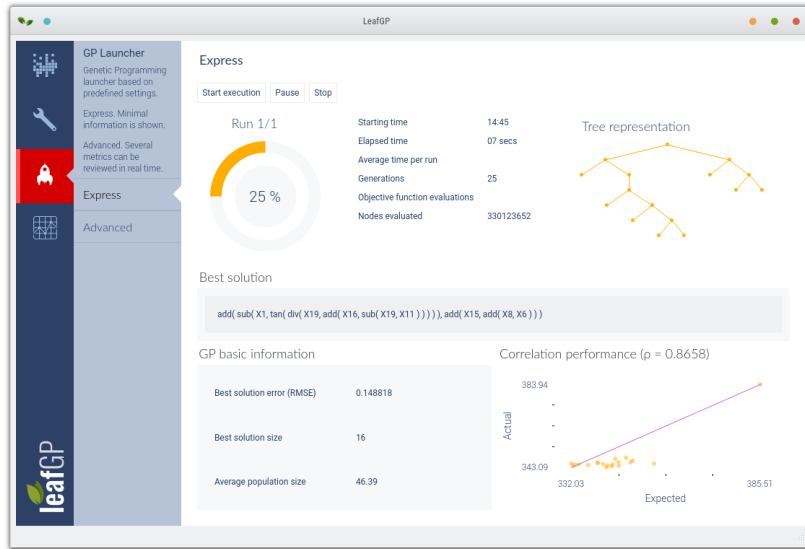 LeafGP
GP Launcher
Genetic Programming
launcher based on
predefined settings.
Express. Minimal
information is shown.
Advanced. Several
metrics can be
reviewed in real time.
Express
Advanced
leafGP
Express
Start execution Pause Stop
Run 1/1
25 %
Starting time 14:45
Elapsed time 07 secs
Average time per run
Generations 25
Objective function evaluations
Nodes evaluated 330123652
Tree representation
Best solution
add( sub( X1, tan( div( X19, add( X16, sub( X19, X11 ) ) ) ) ), add( X15, add( X8, X6 ) ) )
GP basic information
Best solution error (RMSE) 0.148818
Best solution size 16
Average population size 46.39
Correlation performance (ρ = 0.8658)
383.94
Actual
343.09
332.03 385.51
Expected